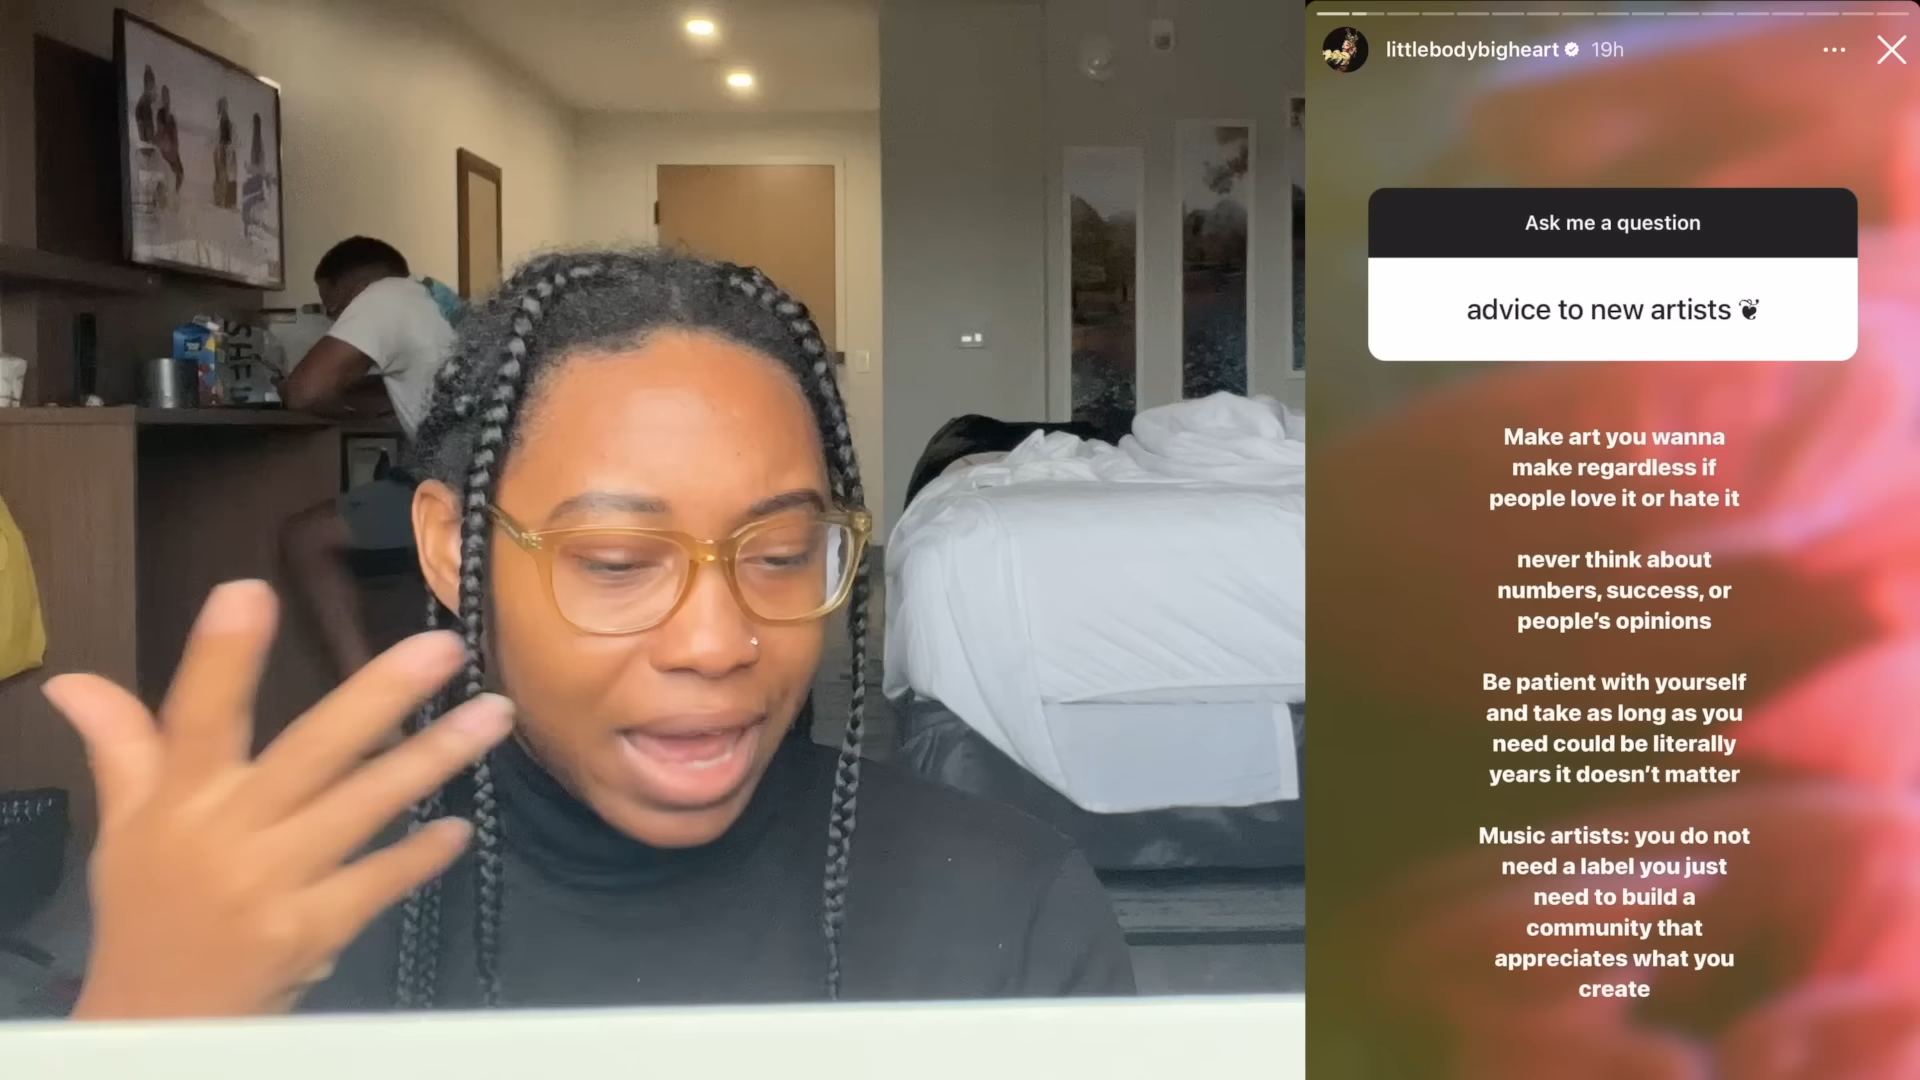 littlebodybigheart 19h
Ask me a question
advice to new artists ❦
Make art you wanna
make regardless if
people love it or hate it
never think about
numbers, success, or
people's opinions
Be patient with yourself
and take as long as you
need could be literally
years it doesn't matter
Music artists: you do not
need a label you just
need to build a
community that
appreciates what you
create